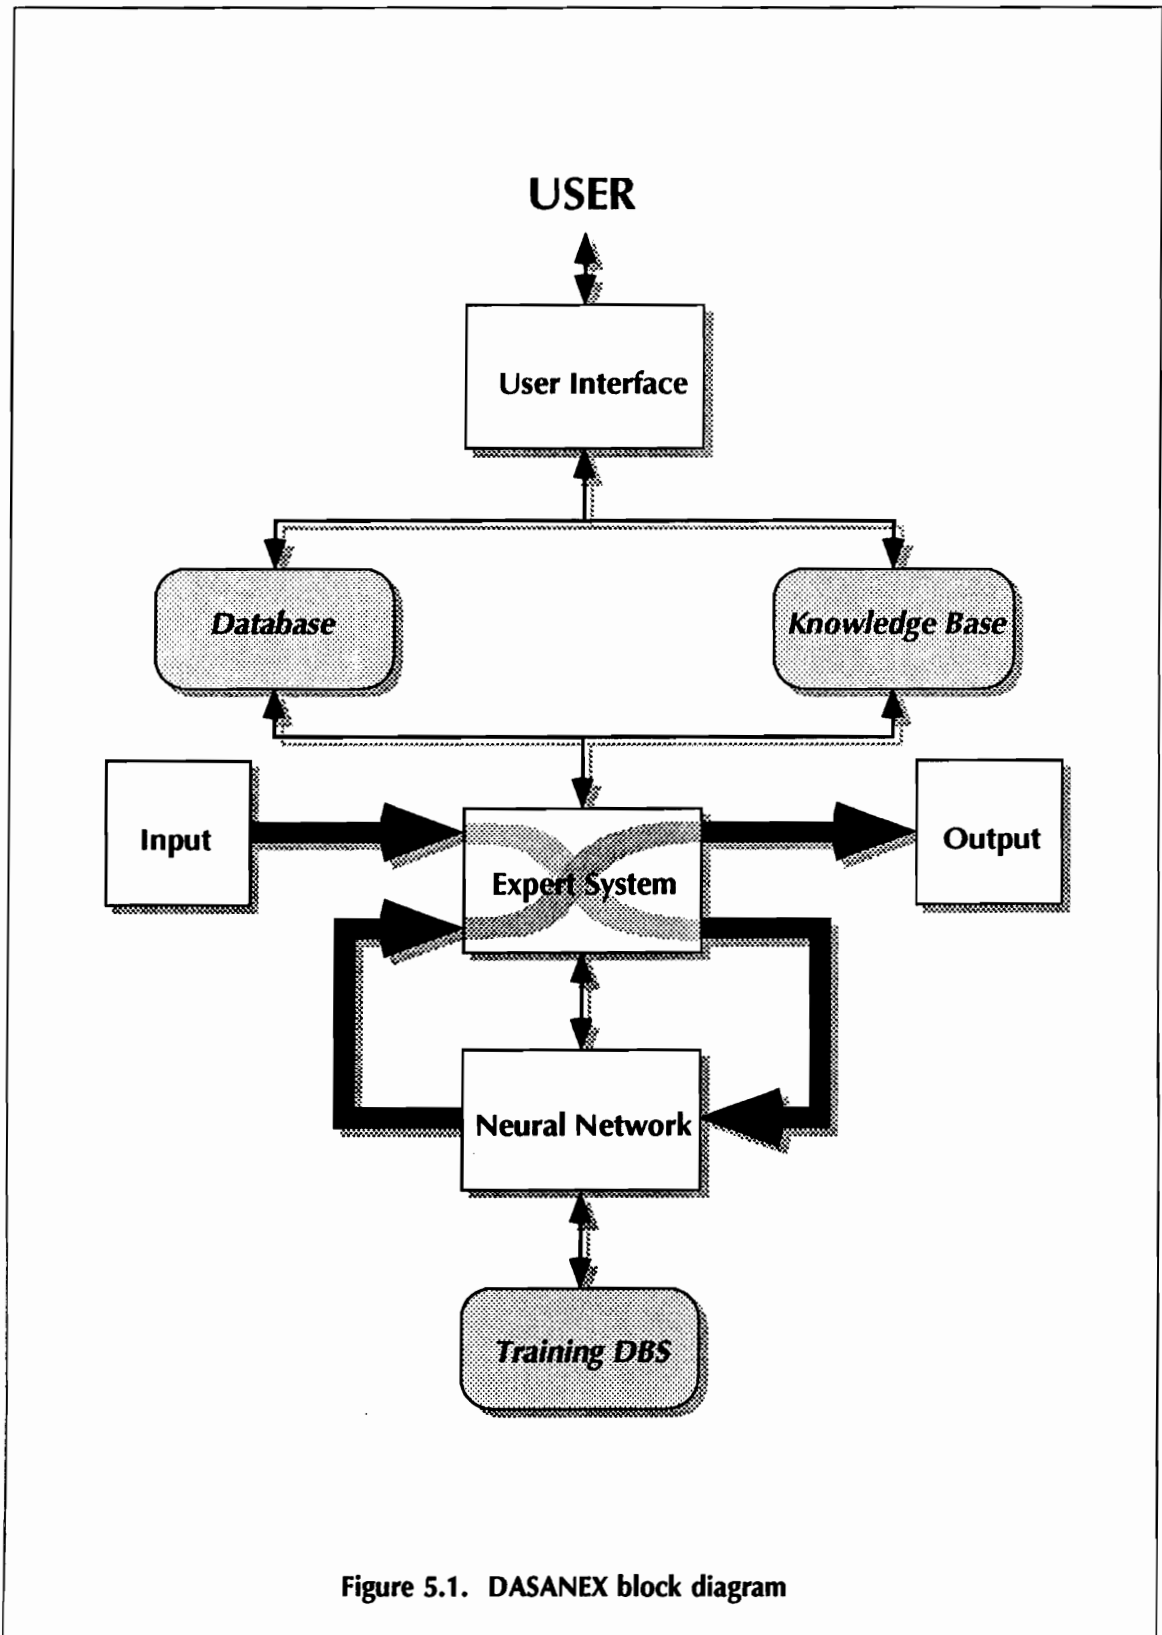 USER
User Interface
Database
Knowledge Base
Input
Expert System
Output
Neural Network
Training DBS
Figure 5.1. DASANEX block diagram